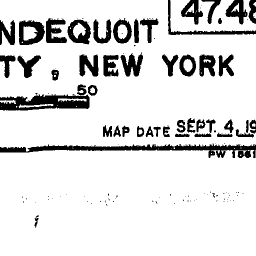 47.48
NDEQUOIT
TY, NEW YORK
50
MAP DATE SEPT. 4, 19
PW 1861